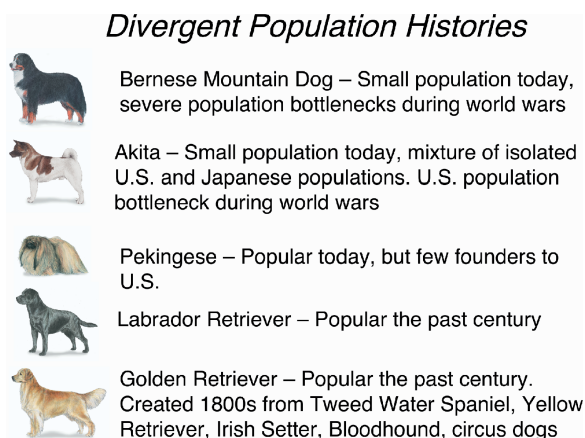 Divergent Population Histories
Bernese Mountain Dog – Small population today,
severe population bottlenecks during world wars
Akita – Small population today, mixture of isolated
U.S. and Japanese populations. U.S. population
bottleneck during world wars
Pekingese – Popular today, but few founders to
U.S.
Labrador Retriever – Popular the past century
Golden Retriever – Popular the past century.
Created 1800s from Tweed Water Spaniel, Yellow
Retriever, Irish Setter, Bloodhound, circus dogs